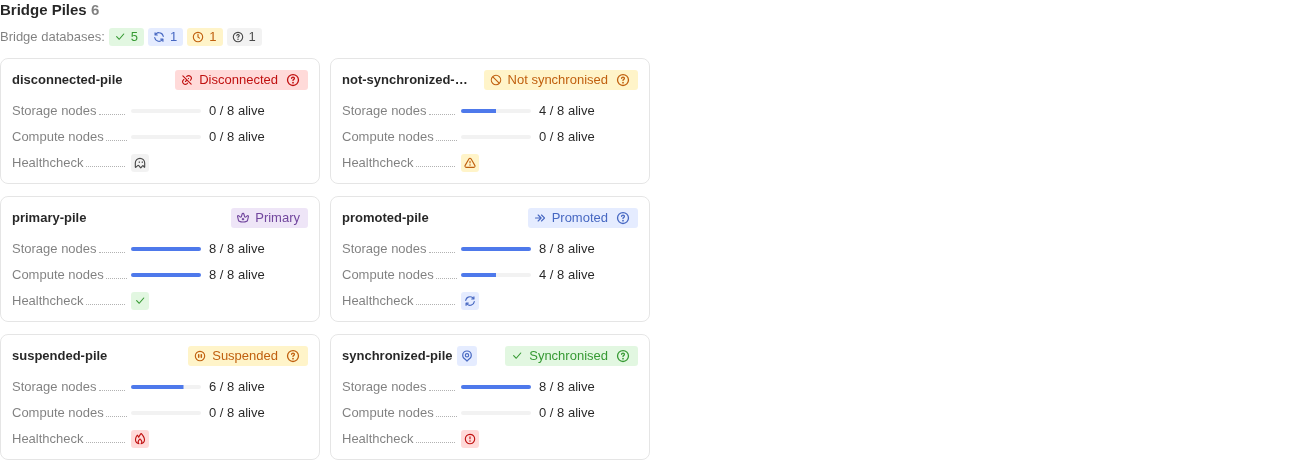 Bridge Piles 6
Bridge databases: 5 1 1 1
disconnected-pile Disconnected
Storage nodes 0 / 8 alive
Compute nodes 0 / 8 alive
Healthcheck
not-synchronized-... Not synchronised
Storage nodes 4 / 8 alive
Compute nodes 0 / 8 alive
Healthcheck
primary-pile Primary
Storage nodes 8 / 8 alive
Compute nodes 8 / 8 alive
Healthcheck
promoted-pile Promoted
Storage nodes 8 / 8 alive
Compute nodes 4 / 8 alive
Healthcheck
suspended-pile Suspended
Storage nodes 6 / 8 alive
Compute nodes 0 / 8 alive
Healthcheck
synchronized-pile Synchronised
Storage nodes 8 / 8 alive
Compute nodes 0 / 8 alive
Healthcheck